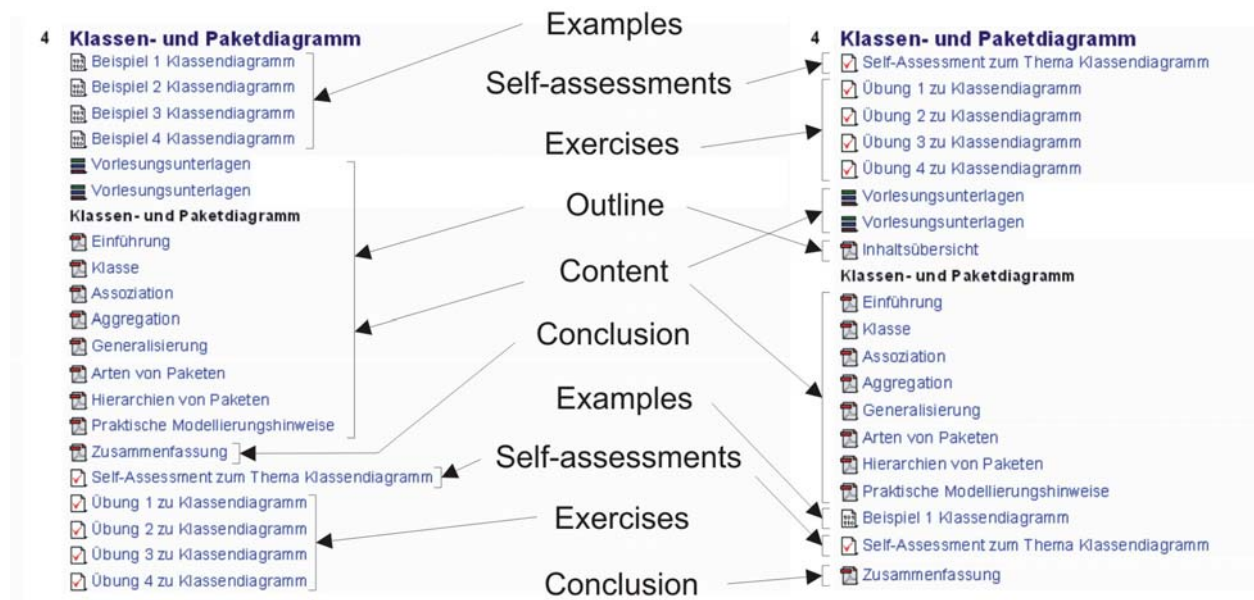 4 Klassen- und Paketdiagramm
Beispiel 1 Klassendiagramm
Beispiel 2 Klassendiagramm
Beispiel 3 Klassendiagramm
Beispiel 4 Klassendiagramm
Vorlesungsunterlagen
Vorlesungsunterlagen
Klassen- und Paketdiagramm
Einführung
Klasse
Assoziation
Aggregation
Generalisierung
Arten von Paketen
Hierarchien von Paketen
Praktische Modellierungshinweise
Zusammenfassung
Self-Assessment zum Thema Klassendiagramm
Übung 1 zu Klassendiagramm
Übung 2 zu Klassendiagramm
Übung 3 zu Klassendiagramm
Übung 4 zu Klassendiagramm
Examples
Self-assessments
Exercises
Outline
Content
Conclusion
Examples
Self-assessments
Exercises
Conclusion
4 Klassen- und Paketdiagramm
Self-Assessment zum Thema Klassendiagramm
Übung 1 zu Klassendiagramm
Übung 2 zu Klassendiagramm
Übung 3 zu Klassendiagramm
Übung 4 zu Klassendiagramm
Vorlesungsunterlagen
Vorlesungsunterlagen
Inhaltsübersicht
Klassen- und Paketdiagramm
Einführung
Klasse
Assoziation
Aggregation
Generalisierung
Arten von Paketen
Hierarchien von Paketen
Praktische Modellierungshinweise
Beispiel 1 Klassendiagramm
Self-Assessment zum Thema Klassendiagramm
Zusammenfassung